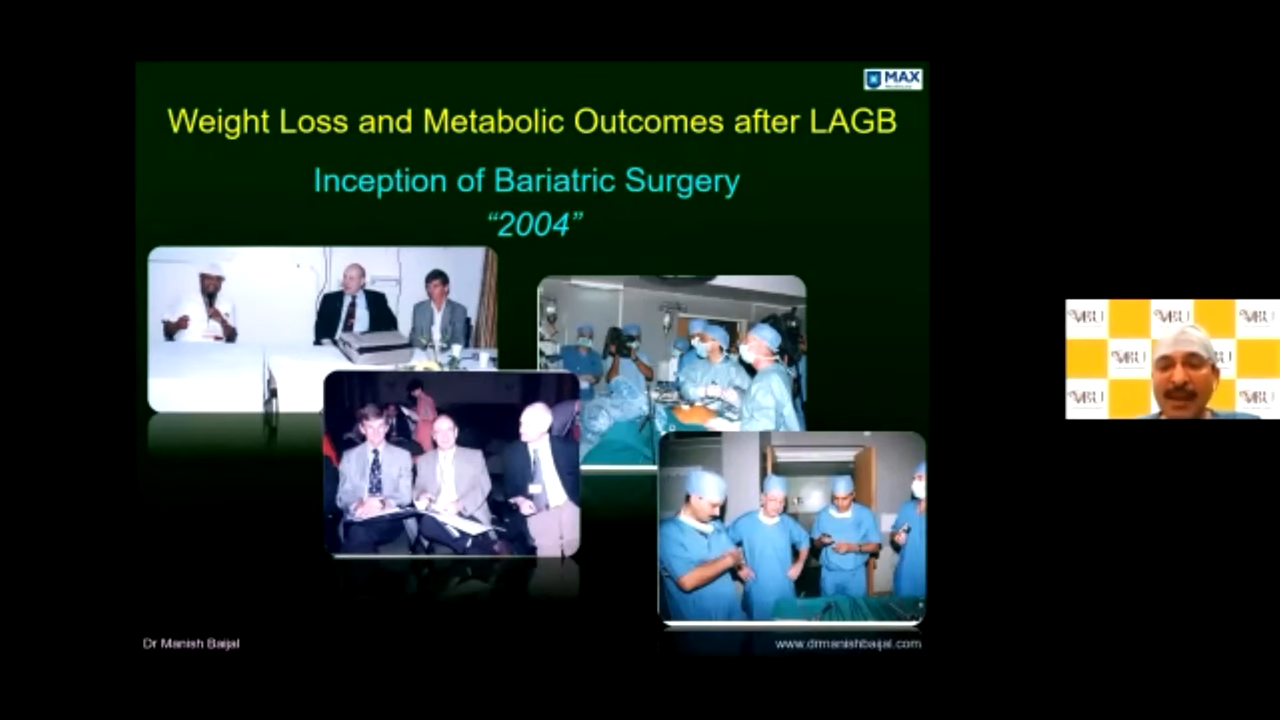 MAX
Weight Loss and Metabolic Outcomes after LAGB
Inception of Bariatric Surgery
“2004”
Dr Manish Baijal
www.drmanishbaijal.com